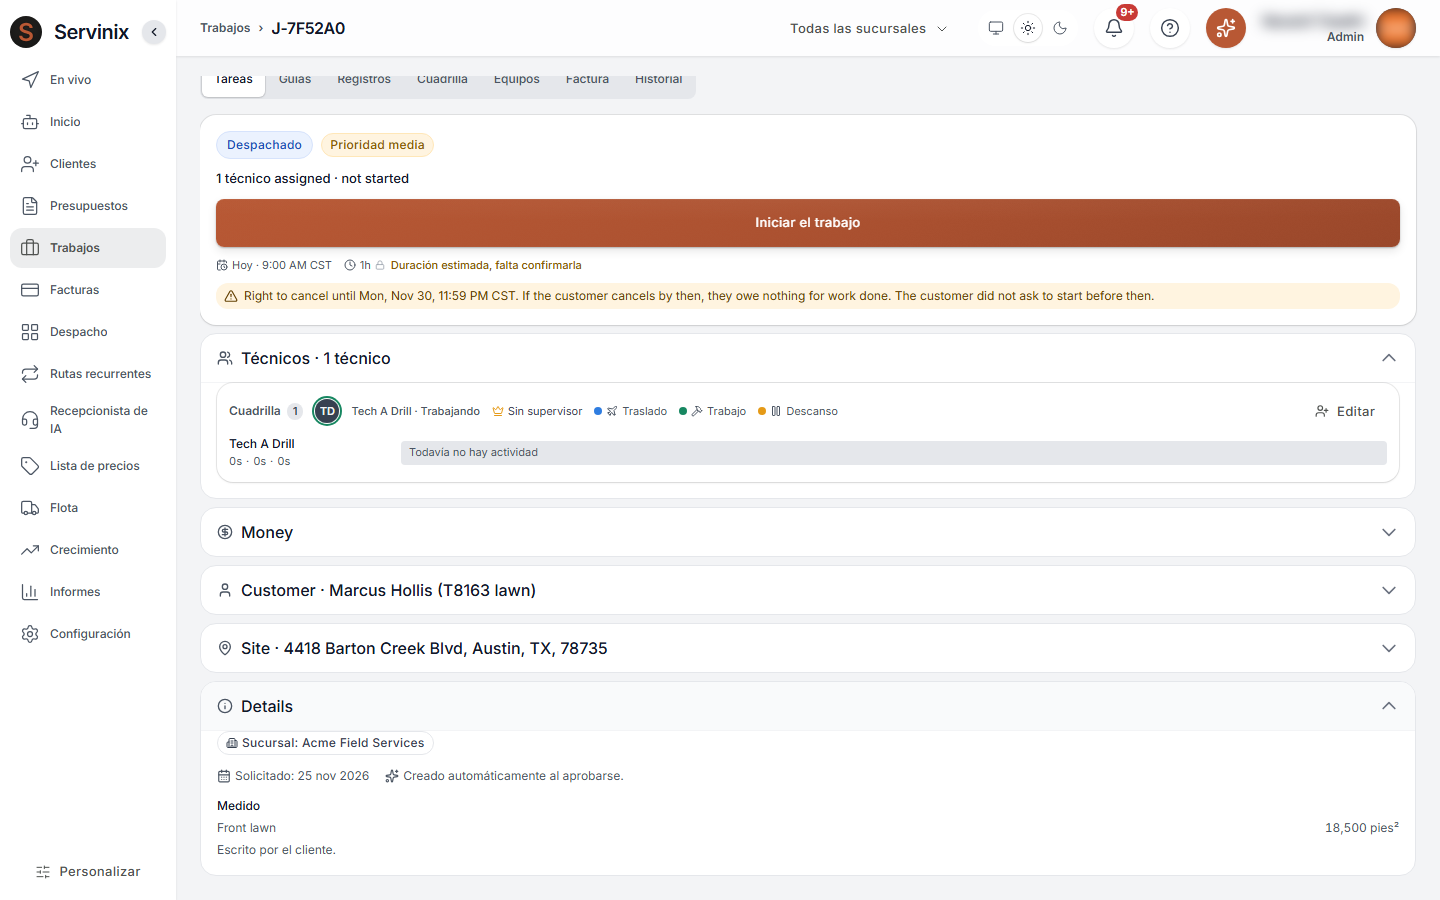 S Servinix
Trabajos › J-7F52A0
Todas las sucursales
9+
Admin
En vivo
Inicio
Clientes
Presupuestos
Trabajos
Facturas
Despacho
Rutas recurrentes
Recepcionista de
IA
Lista de precios
Flota
Crecimiento
Informes
Configuración
Personalizar
Tareas Guías Registros Cuadrilla Equipos Factura Historial
Despachado Prioridad media
1 técnico assigned · not started
Iniciar el trabajo
Hoy · 9:00 AM CST 1h Duración estimada, falta confirmarla
Right to cancel until Mon, Nov 30, 11:59 PM CST. If the customer cancels by then, they owe nothing for work done. The customer did not ask to start before then.
Técnicos · 1 técnico
Cuadrilla 1 TD Tech A Drill · Trabajando Sin supervisor Traslado Trabajo Descanso Editar
Tech A Drill
0s · 0s · 0s
Todavía no hay actividad
Money
Customer · Marcus Hollis (T8163 lawn)
Site · 4418 Barton Creek Blvd, Austin, TX, 78735
Details
Sucursal: Acme Field Services
Solicitado: 25 nov 2026 Creado automáticamente al aprobarse.
Medido
Front lawn 18,500 pies²
Escrito por el cliente.